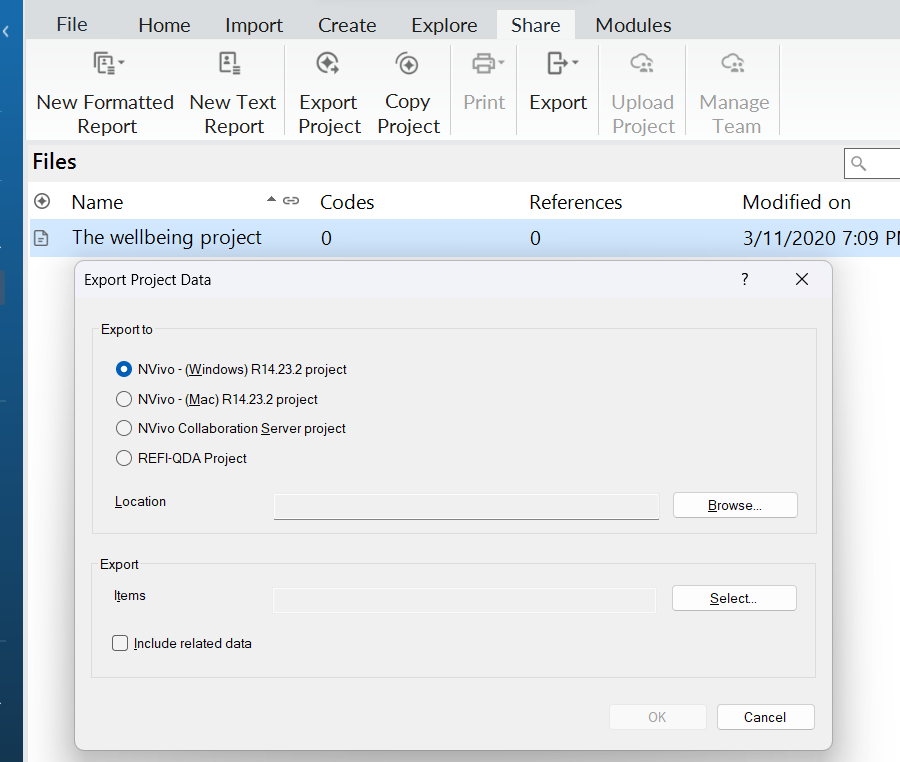 File Home Import Create Explore Share Modules
New Formatted Report
New Text Report
Export Project
Copy Project
Print
Export
Upload Project
Manage Team
Files
Name Codes References Modified on
The wellbeing project 0 0 3/11/2020 7:09 PM
Export Project Data ?
Export to
NVivo - (Windows) R14.23.2 project
NVivo - (Mac) R14.23.2 project
NVivo Collaboration Server project
REFI-QDA Project
Location Browse...
Export
Items Select...
Include related data
OK Cancel